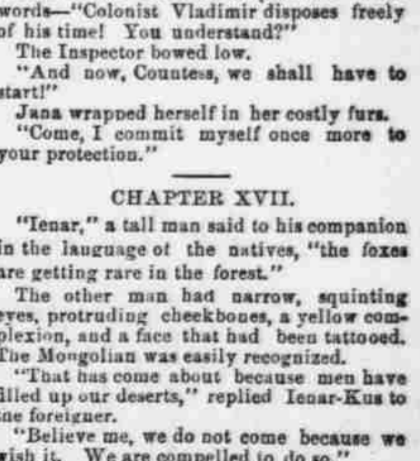 words—"Colonist Vladimir disposes freely
of his time! You understand?"
The Inspector bowed low.
"And now, Countess, we shall have to
start!"
Jana wrapped herself in her costly furs.
"Come, I commit myself once more to
your protection."
CHAPTER XVII.
"Ienar," a tall man said to his companion
in the language of the natives, "the foxes
are getting rare in the forest."
The other man had narrow, squinting
eyes, protruding cheekbones, a yellow com-
plexion, and a face that had been tattooed.
The Mongolian was easily recognized.
"That has come about because men have
filled up our deserts," replied Ienar-Kus to
the foreigner.
"Believe me, we do not come because we
wish it. We are compelled to do so."